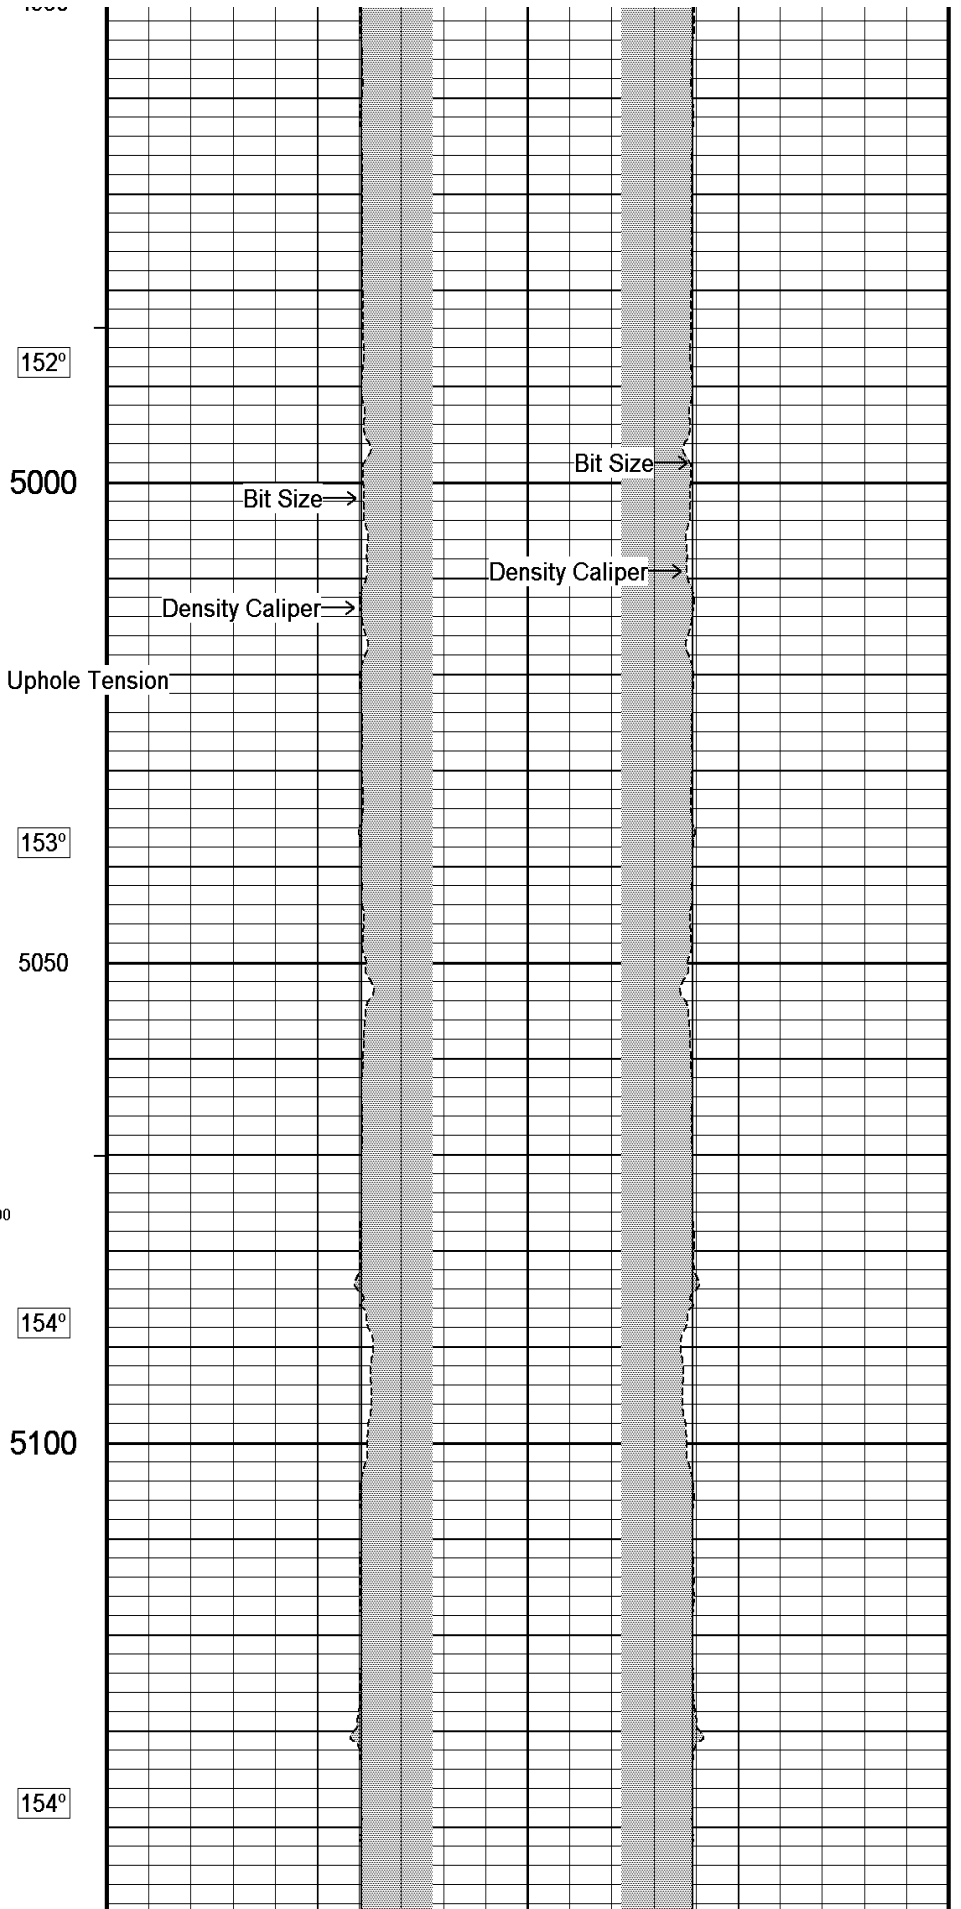 152º
Bit Size
5000
Bit Size
Density Caliper
Density Caliper
Uphole Tension
153º
5050
154º
5100
154º